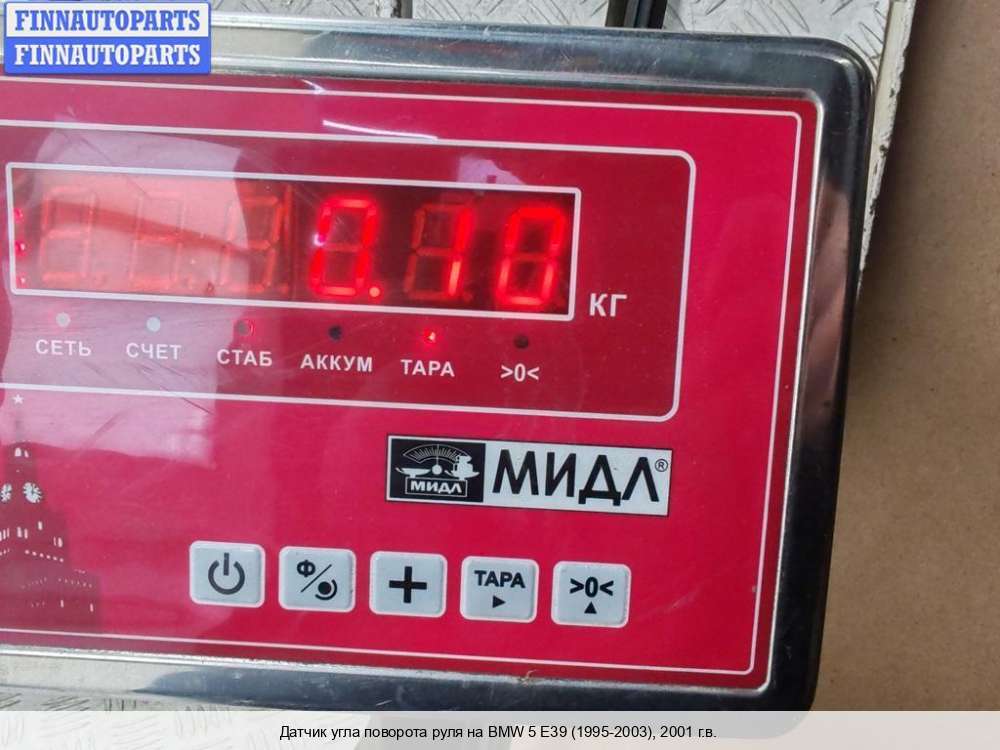 FINNAUTOPARTS
FINNAUTOPARTS
0.10
КГ
СЕТЬ СЧЕТ СТАБ АККУМ ТАРА >0<
МИДЛ МИДЛ®
Ф ТАРА >0<
Датчик угла поворота руля на BMW 5 E39 (1995-2003), 2001 г.в.